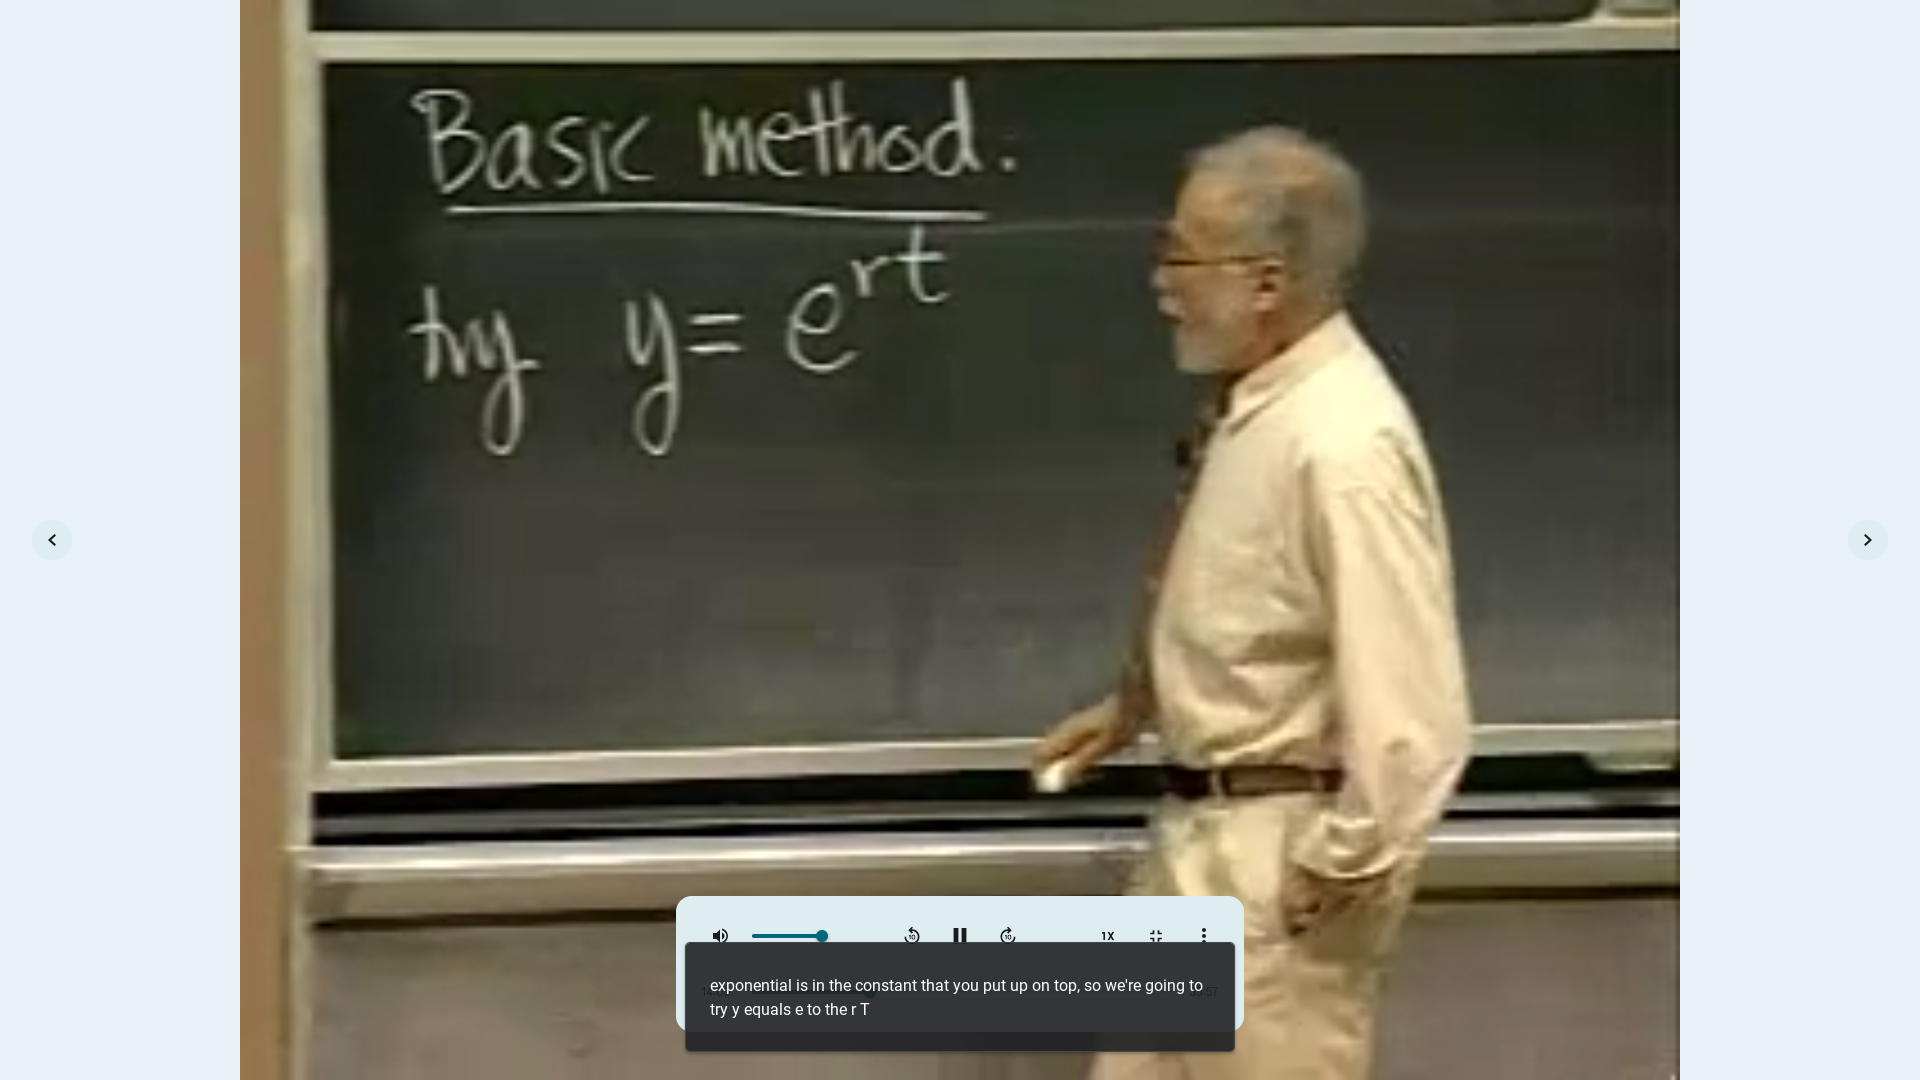 Basic method.
try y = e^rt
1X
exponential is in the constant that you put up on top, so we're going to
try y equals e to the r T